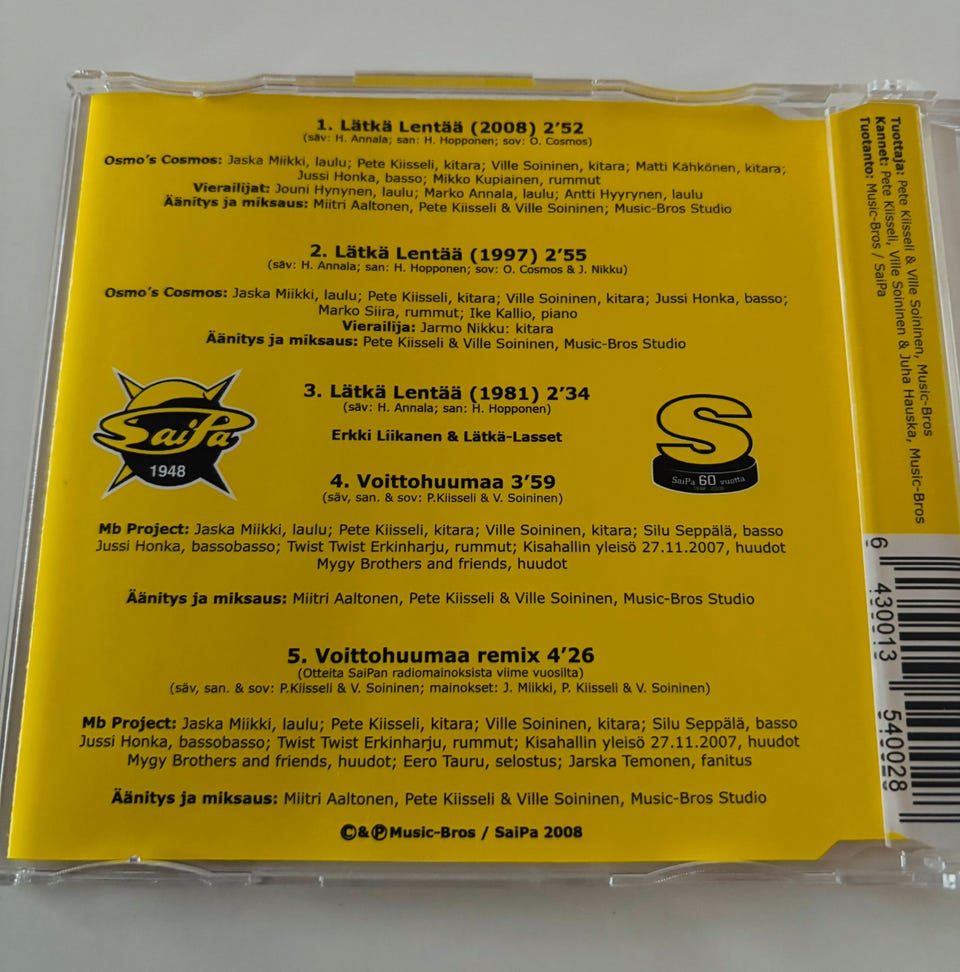 1. Lätkä Lentää (2008) 2’52
(säv: H. Annala; san: H. Hopponen; sov: O. Cosmos)
Osmo’s Cosmos: Jaska Miikki, laulu; Pete Kiisseli, kitara; Ville Soininen, kitara; Matti Kähkönen, kitara;
Jussi Honka, basso; Mikko Kupiainen, rummut
Vierailijat: Jouni Hynynen, laulu; Marko Annala, laulu; Antti Hyyrynen, laulu
Äänitys ja miksaus: Miitri Aaltonen, Pete Kiisseli & Ville Soininen; Music-Bros Studio
2. Lätkä Lentää (1997) 2’55
(säv: H. Annala; san: H. Hopponen; sov: O. Cosmos & J. Nikku)
Osmo’s Cosmos: Jaska Miikki, laulu; Pete Kiisseli, kitara; Ville Soininen, kitara; Jussi Honka, basso;
Marko Siira, rummut; Ike Kallio, piano
Vierailija: Jarmo Nikku: kitara
Äänitys ja miksaus: Pete Kiisseli & Ville Soininen, Music-Bros Studio
3. Lätkä Lentää (1981) 2’34
(säv: H. Annala; san: H. Hopponen)
Erkki Liikanen & Lätkä-Lasset
SaiPa
1948
S
SaiPa 60 vuotta
4. Voittohuumaa 3’59
(säv, san. & sov: P.Kiisseli & V. Soininen)
Mb Project: Jaska Miikki, laulu; Pete Kiisseli, kitara; Ville Soininen, kitara; Silu Seppälä, basso
Jussi Honka, bassobasso; Twist Twist Erkinharju, rummut; Kisahallin yleisö 27.11.2007, huudot
Mygy Brothers and friends, huudot
Äänitys ja miksaus: Miitri Aaltonen, Pete Kiisseli & Ville Soininen, Music-Bros Studio
5. Voittohuumaa remix 4’26
(Otteita SaiPan radiomainoksista viime vuosilta)
(säv, san. & sov: P.Kiisseli & V. Soininen; mainokset: J. Miikki, P. Kiisseli & V. Soininen)
Mb Project: Jaska Miikki, laulu; Pete Kiisseli, kitara; Ville Soininen, kitara; Silu Seppälä, basso
Jussi Honka, bassobasso; Twist Twist Erkinharju, rummut; Kisahallin yleisö 27.11.2007, huudot
Mygy Brothers and friends, huudot; Eero Tauru, selostus; Jarska Temonen, fanitus
Äänitys ja miksaus: Miitri Aaltonen, Pete Kiisseli & Ville Soininen, Music-Bros Studio
©&℗Music-Bros / SaiPa 2008
Tuottaja: Pete Kiisseli & Ville Soininen, Music-Bros
Kannet: Pete Kiisseli, Ville Soininen & Juha Hauska, Music-Bros
Tuotanto: Music-Bros / SaiPa
6 430013 540028